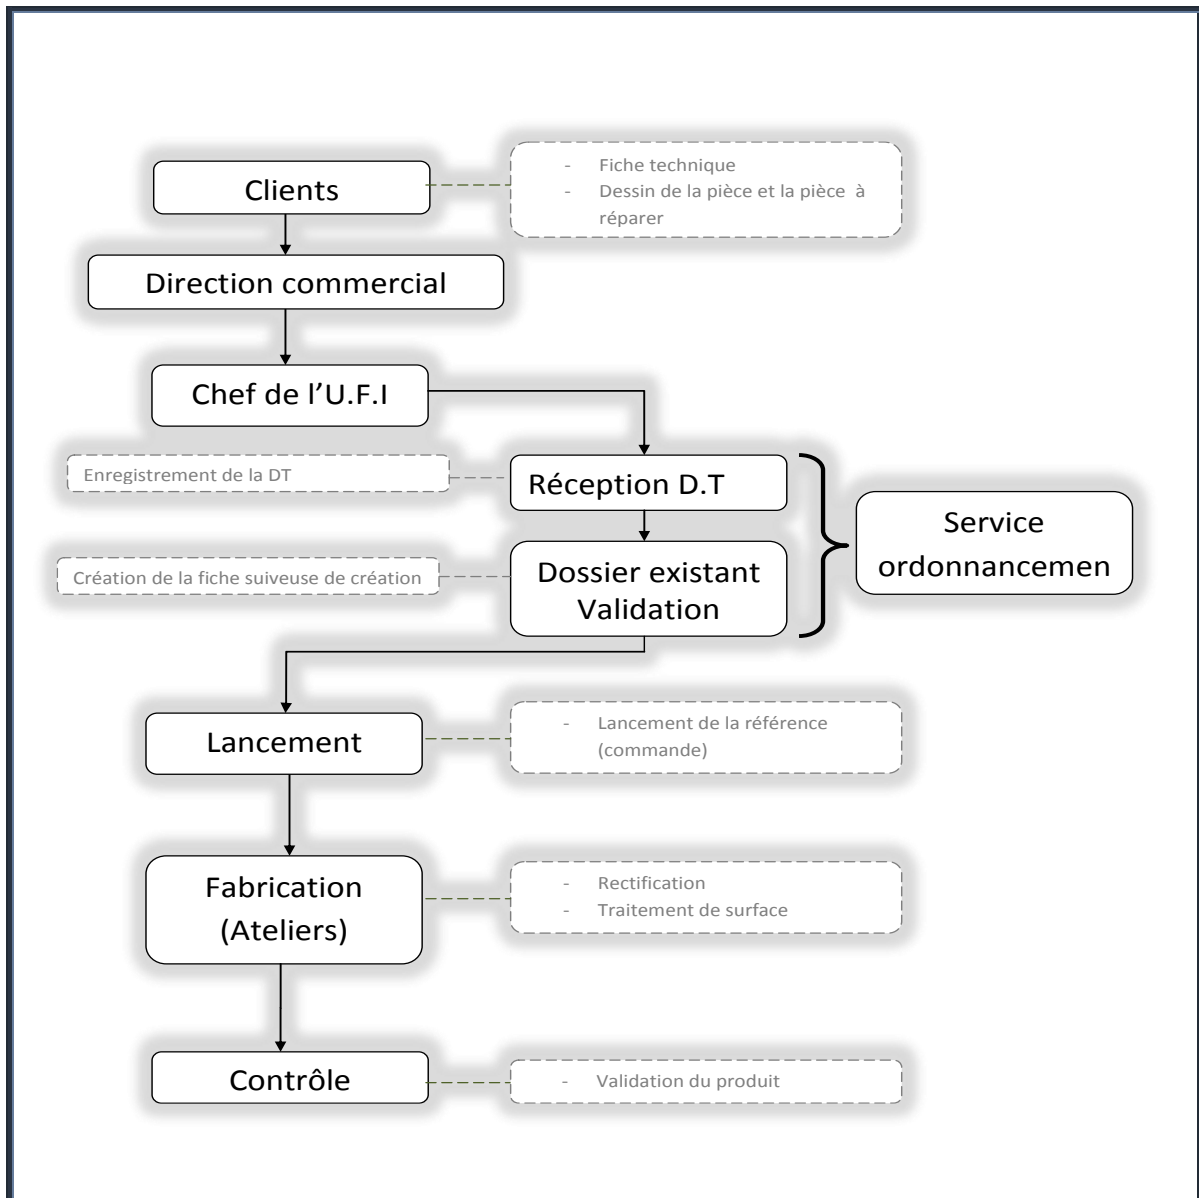 Clients
- Fiche technique
- Dessin de la pièce et la pièce à
réparer
Direction commercial
Chef de l’U.F.I
Enregistrement de la DT
Réception D.T
Service
ordonnancemen
Création de la fiche suiveuse de création
Dossier existant
Validation
Lancement
- Lancement de la référence
(commande)
Fabrication
(Ateliers)
- Rectification
- Traitement de surface
Contrôle
- Validation du produit